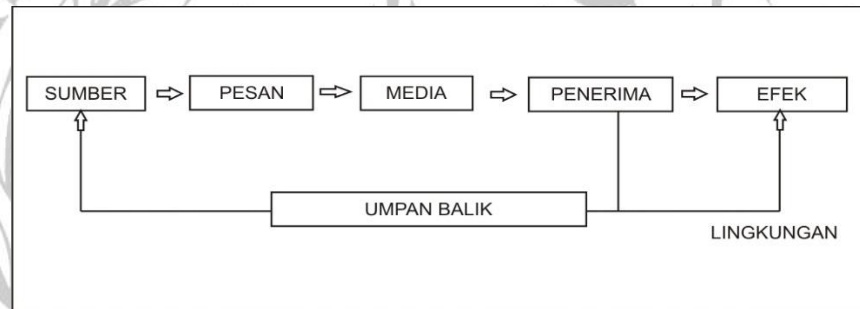 SUMBER
PESAN
MEDIA
PENERIMA
EFEK
UMPAN BALIK
LINGKUNGAN